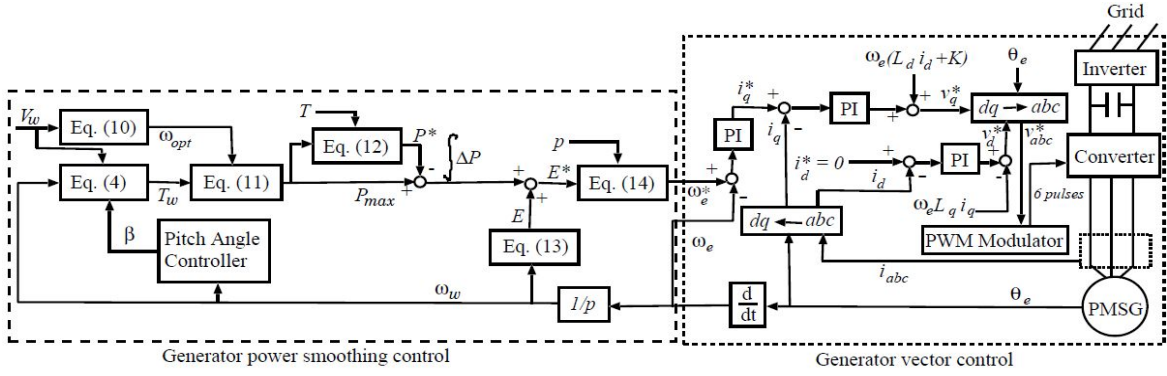 Grid
V_w
Eq. (10)
ω_opt
Eq. (4)
T_w
Eq. (11)
T
Eq. (12)
P*
-
+
P_max
ΔP
+
+
E*
E
Eq. (13)
p
Eq. (14)
ω_e*
+
-
PI
i_q*
+
-
i_q
PI
ω_e(L_d i_d+K)
+
+
v_q*
θ_e
dq → abc
v_d*
v_abc*
i_d* = 0
i_d
+
-
PI
+
-
ω_e L_q i_q
Inverter
Converter
6 pulses
PWM Modulator
dq ← abc
i_abc
ω_e
β
Pitch Angle
Controller
ω_w
1/p
d
dt
θ_e
PMSG
Generator power smoothing control
Generator vector control